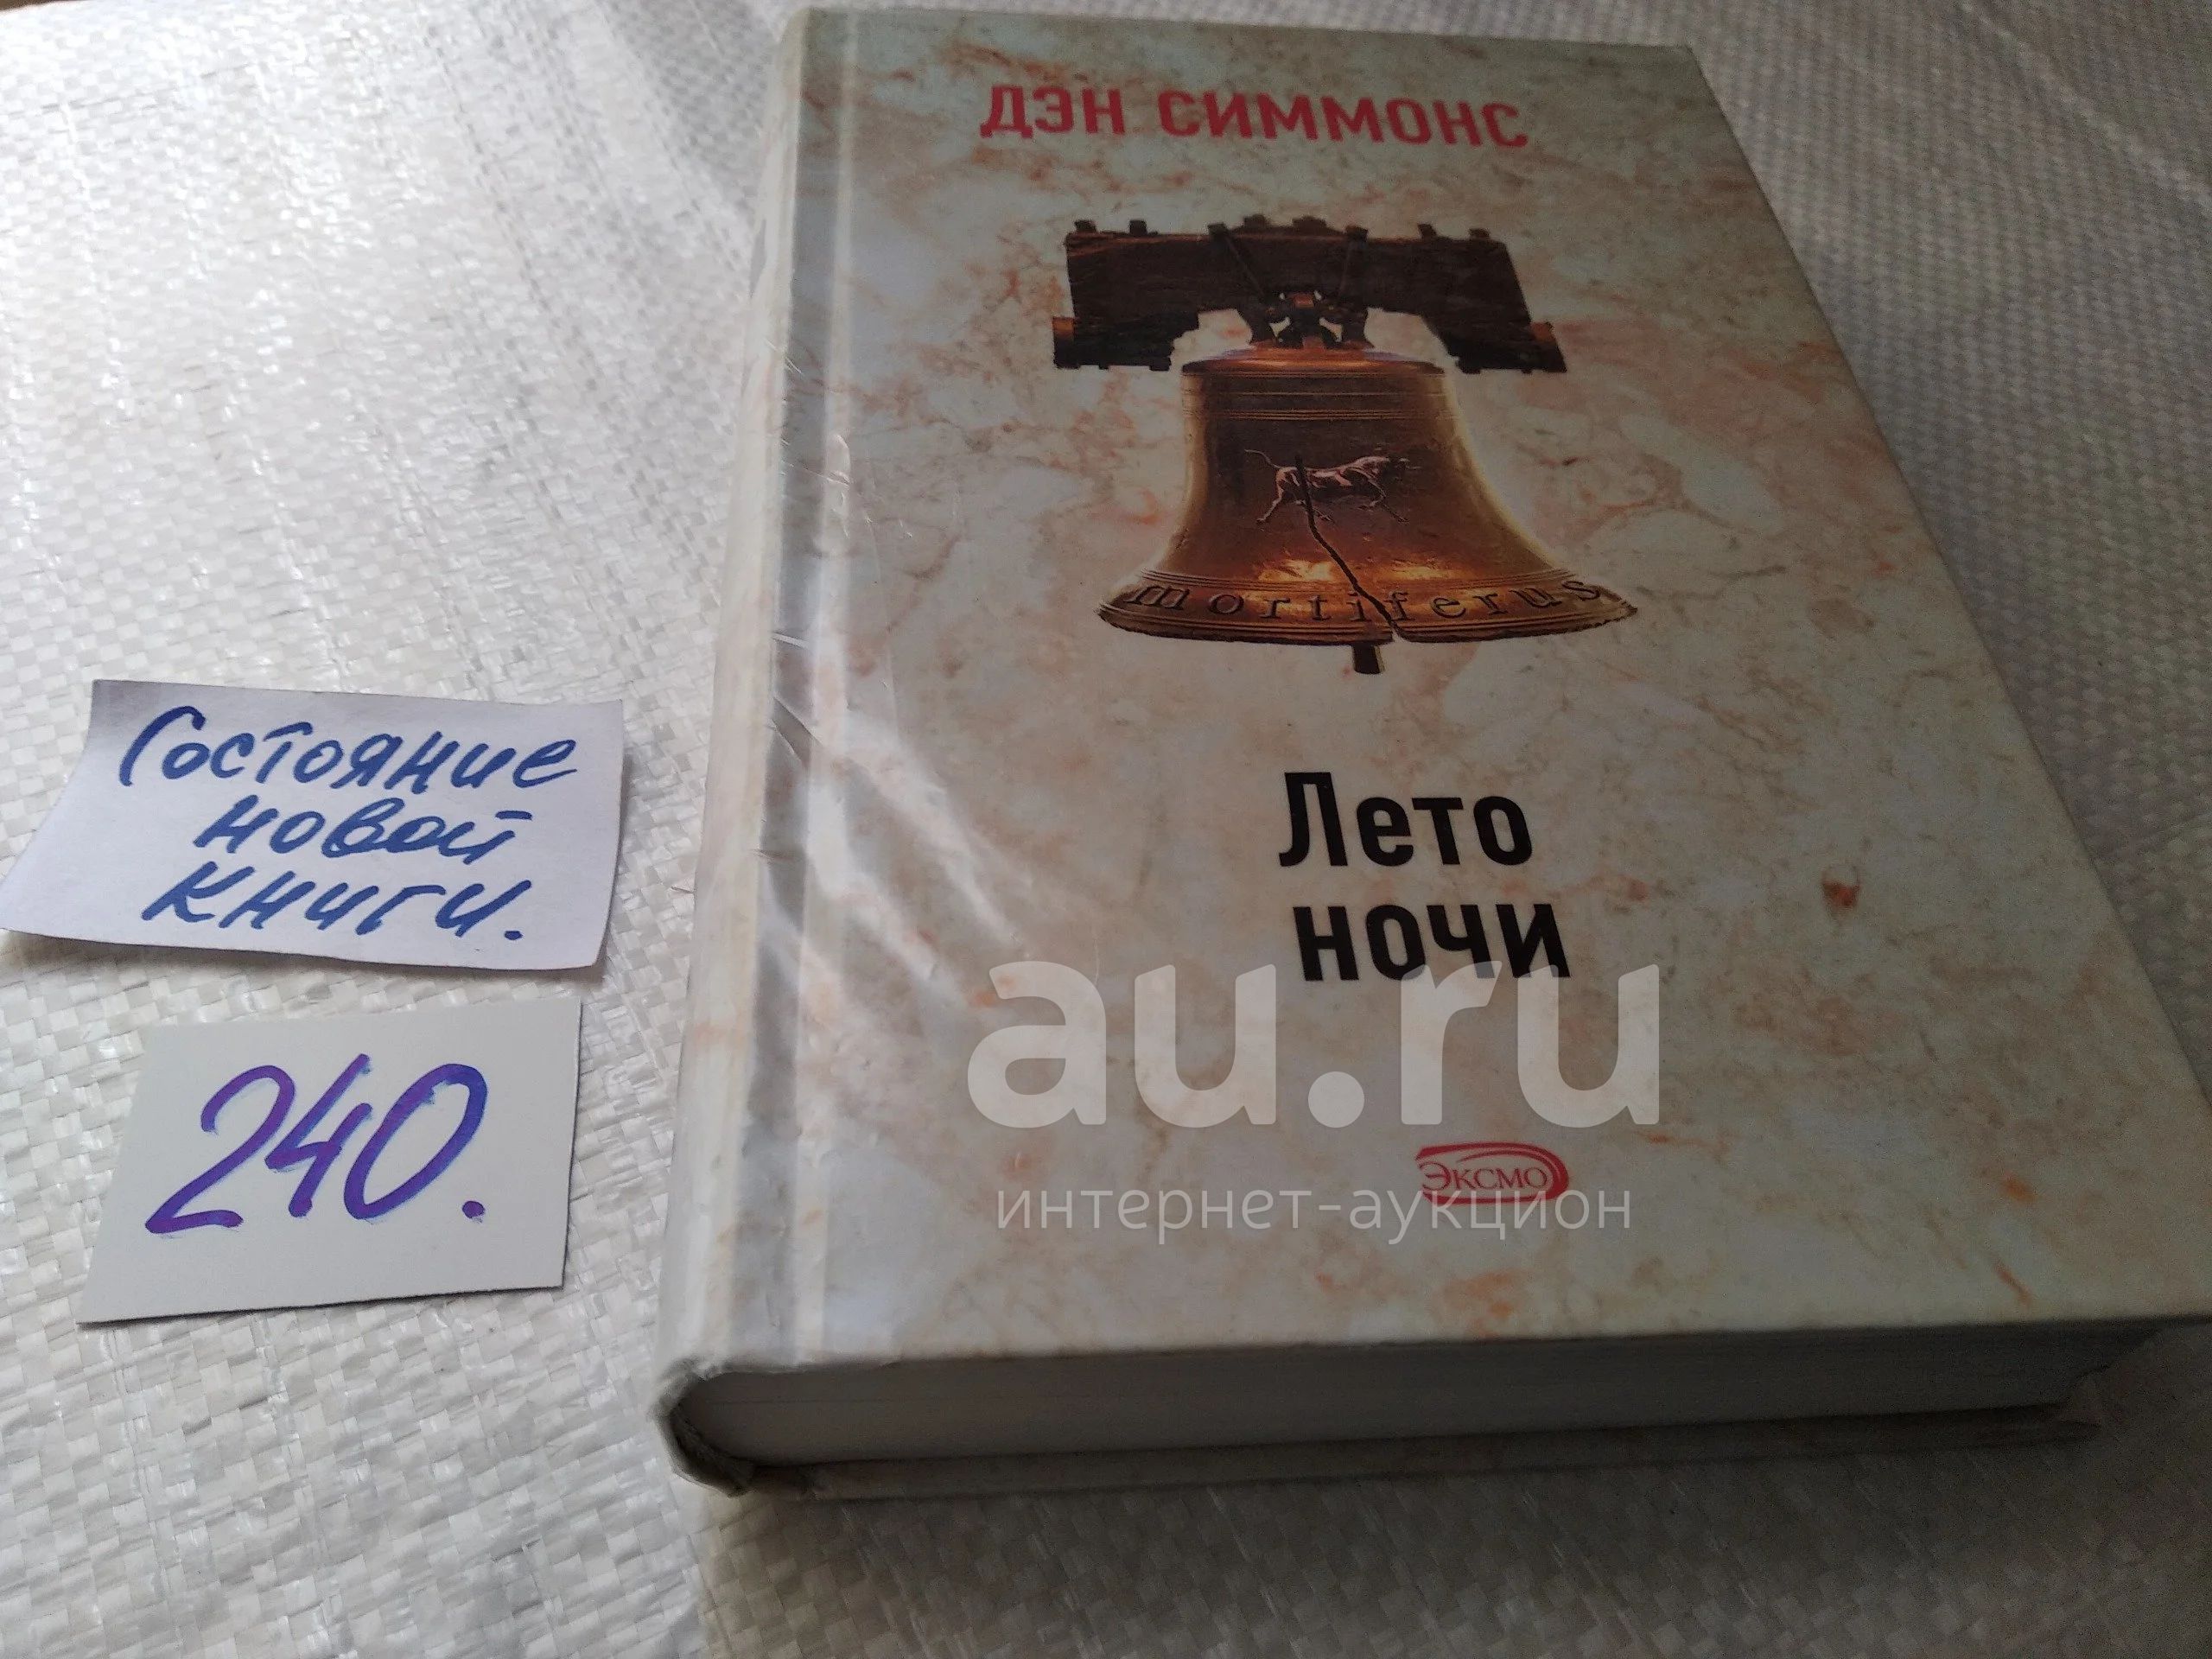 ДЭН СИММОНС
mortiferus
Лето
ночи
au.ru
ЭКСМО
интернет-аукцион
Состояние
новой
книги.
240.